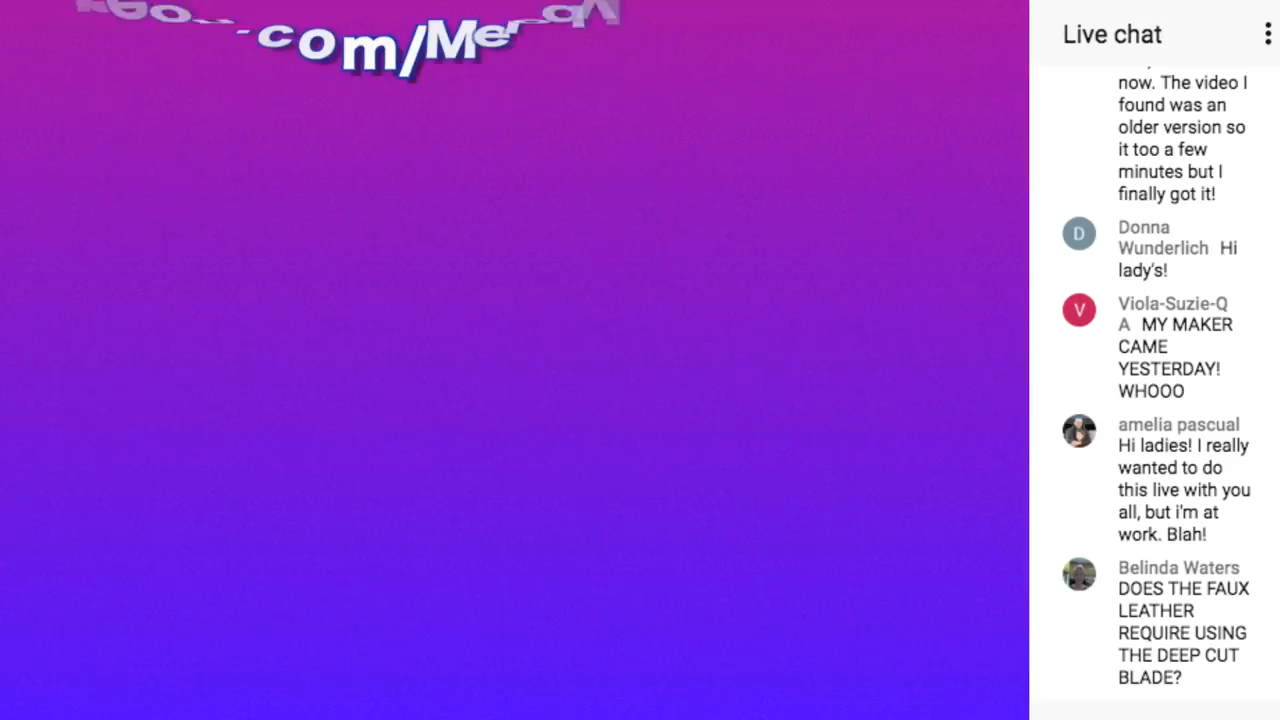 .com/Mer
Live chat
now. The video I
found was an
older version so
it too a few
minutes but I
finally got it!
D
Donna
Wunderlich Hi
lady's!
V
Viola-Suzie-Q
A MY MAKER
CAME
YESTERDAY!
WHOOO
amelia pascual
Hi ladies! I really
wanted to do
this live with you
all, but i'm at
work. Blah!
Belinda Waters
DOES THE FAUX
LEATHER
REQUIRE USING
THE DEEP CUT
BLADE?